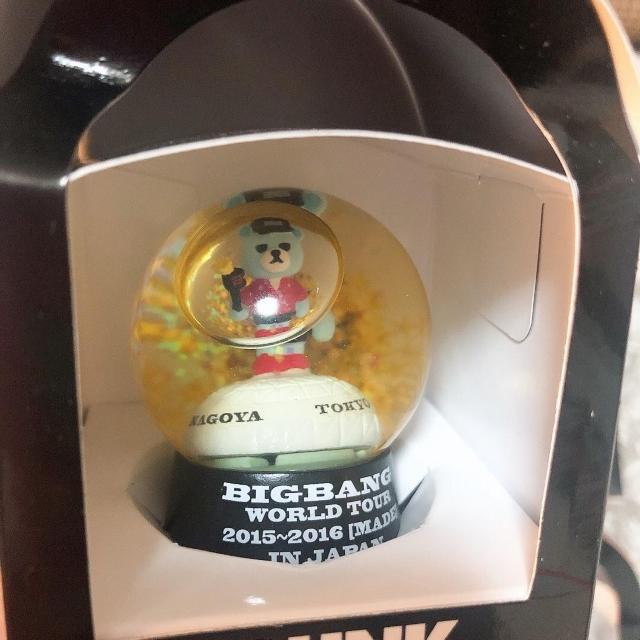 NAGOYA TOKYO
BIGBANG
WORLD TOUR
2015~2016 [MADE]
IN JAPAN